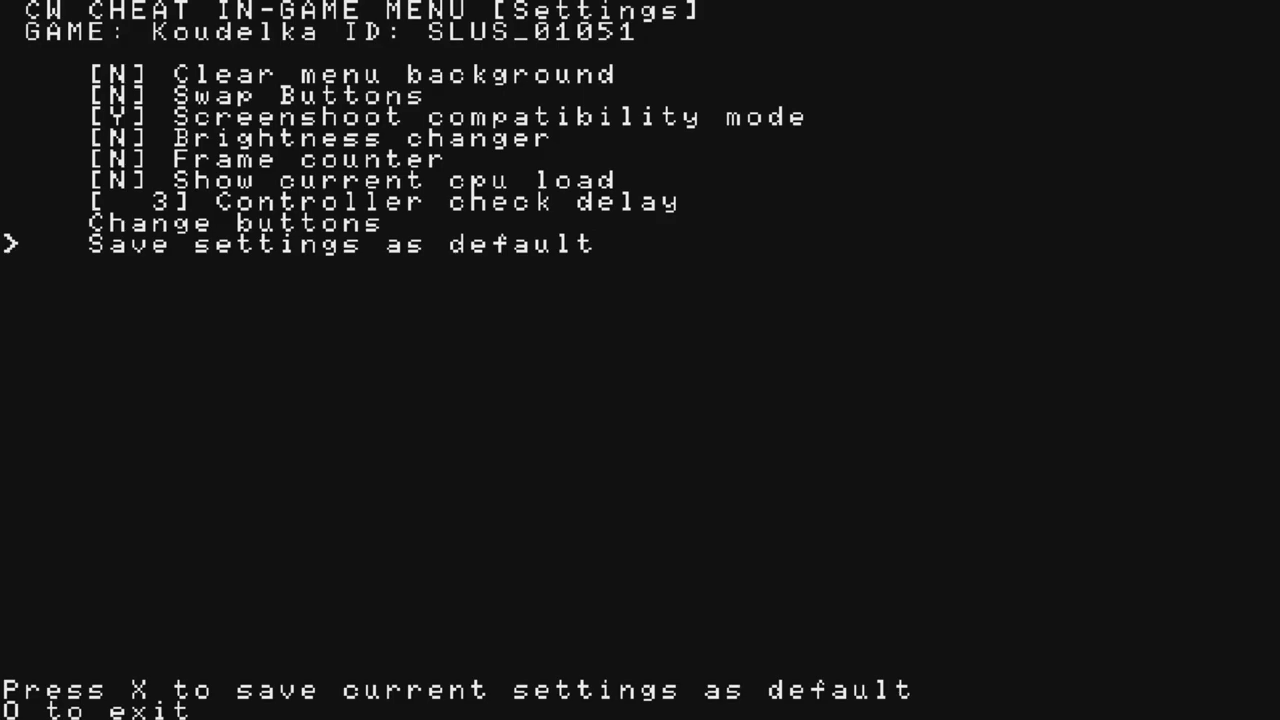 CW CHEAT IN-GAME MENU [Settings]
GAME: Koudelka ID: SLUS_01051
[N] Clear menu background
[N] Swap Buttons
[Y] Screenshoot compatibility mode
[N] Brightness changer
[N] Frame counter
[N] Show current cpu load
[  3] Controller check delay
Change buttons
> Save settings as default
Press X to save current settings as default
O to exit